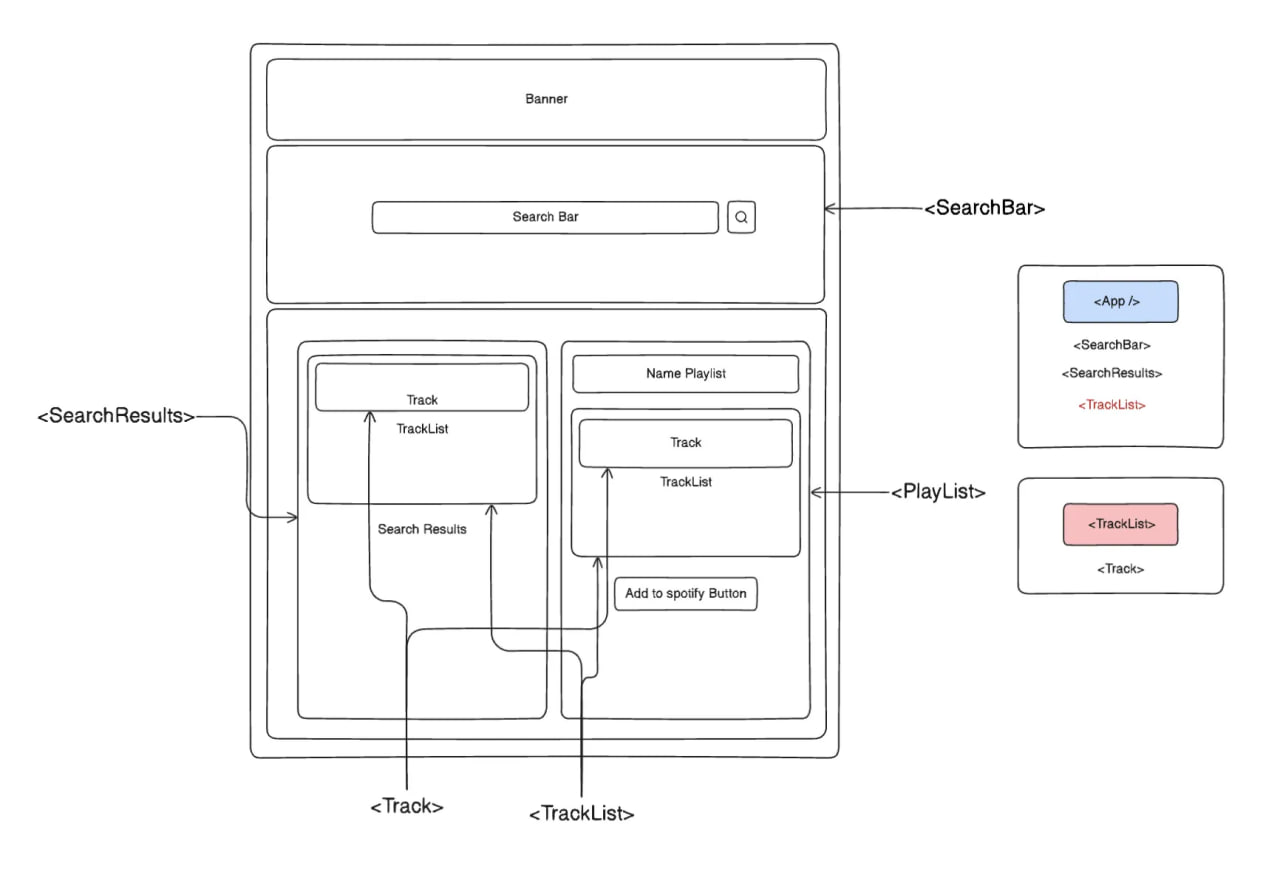 Banner
Search Bar
<SearchBar>
<App />
<SearchBar>
<SearchResults>
<TrackList>
<SearchResults>
Track
TrackList
Search Results
Name Playlist
Track
TrackList
Add to spotify Button
<PlayList>
<TrackList>
<Track>
<Track>
<TrackList>